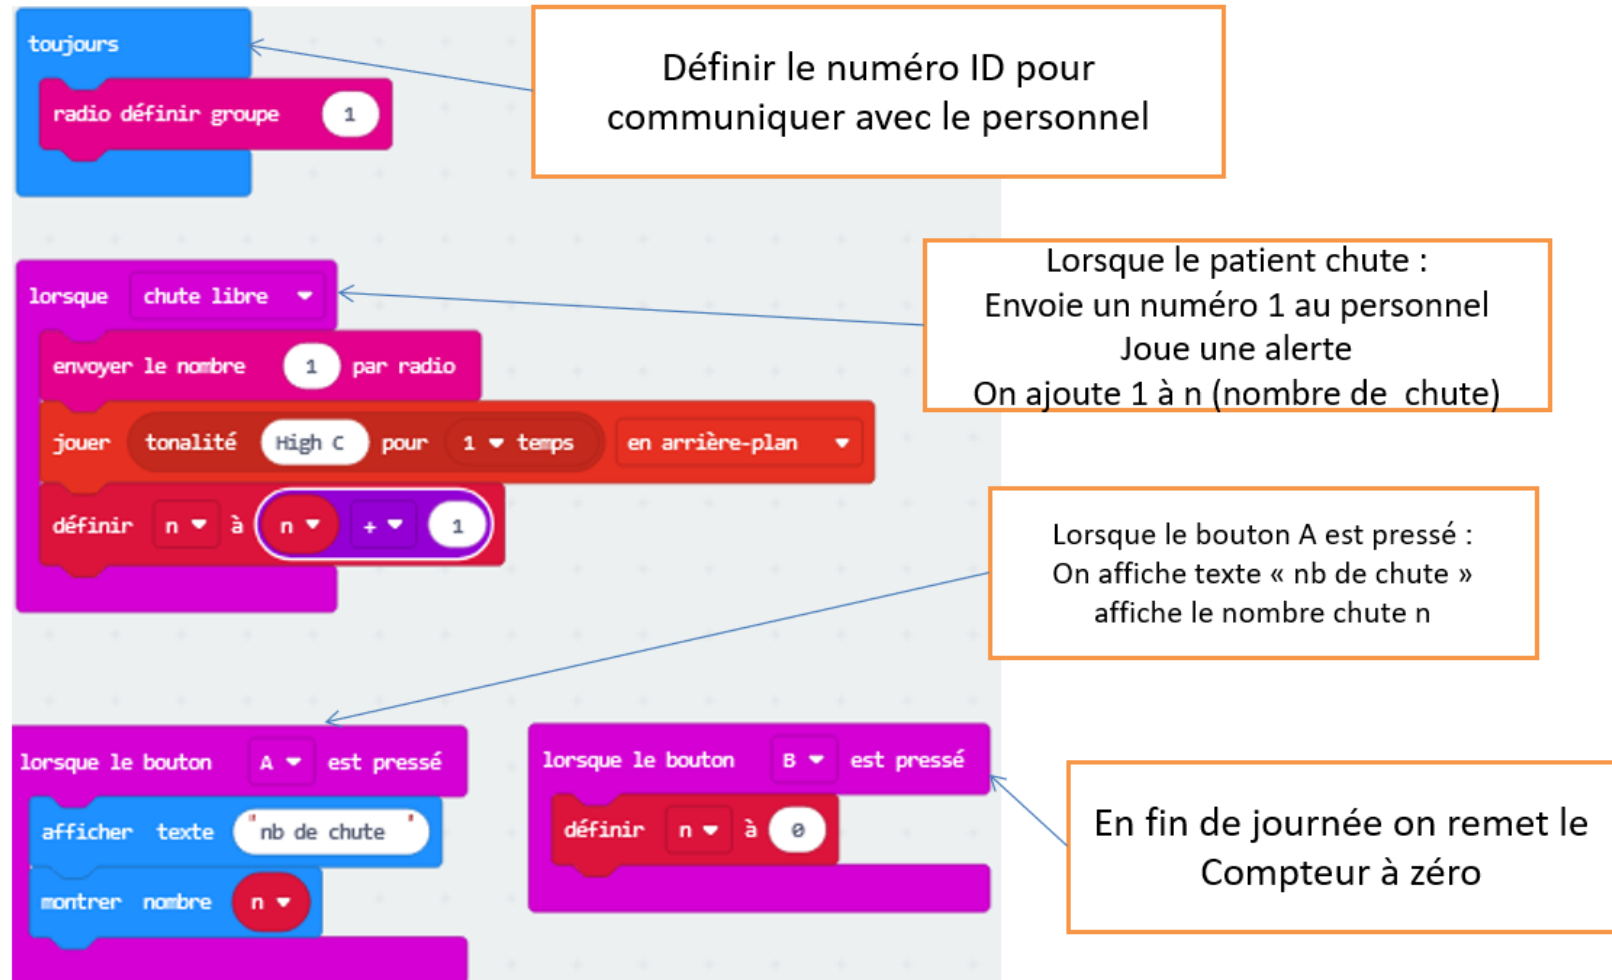 toujours
radio définir groupe 1
Définir le numéro ID pour
communiquer avec le personnel
lorsque chute libre
envoyer le nombre 1 par radio
jouer tonalité High C pour 1 temps en arrière-plan
définir n à n + 1
Lorsque le patient chute :
Envoie un numéro 1 au personnel
Joue une alerte
On ajoute 1 à n (nombre de chute)
Lorsque le bouton A est pressé :
On affiche texte « nb de chute »
affiche le nombre chute n
lorsque le bouton A est pressé
afficher texte "nb de chute "
montrer nombre n
lorsque le bouton B est pressé
définir n à 0
En fin de journée on remet le
Compteur à zéro